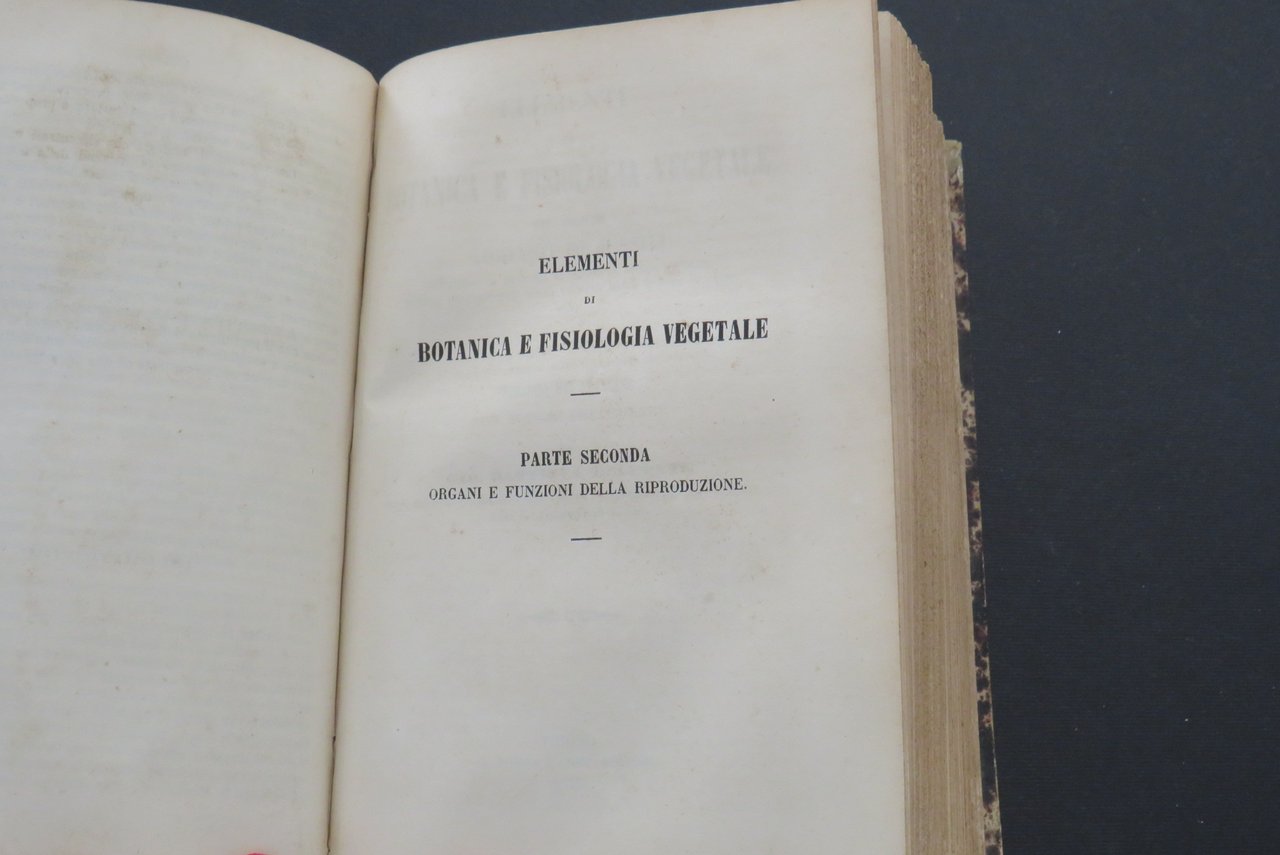 ELEMENTI
DI
BOTANICA E FISIOLOGIA VEGETALE
PARTE SECONDA
ORGANI E FUNZIONI DELLA RIPRODUZIONE.